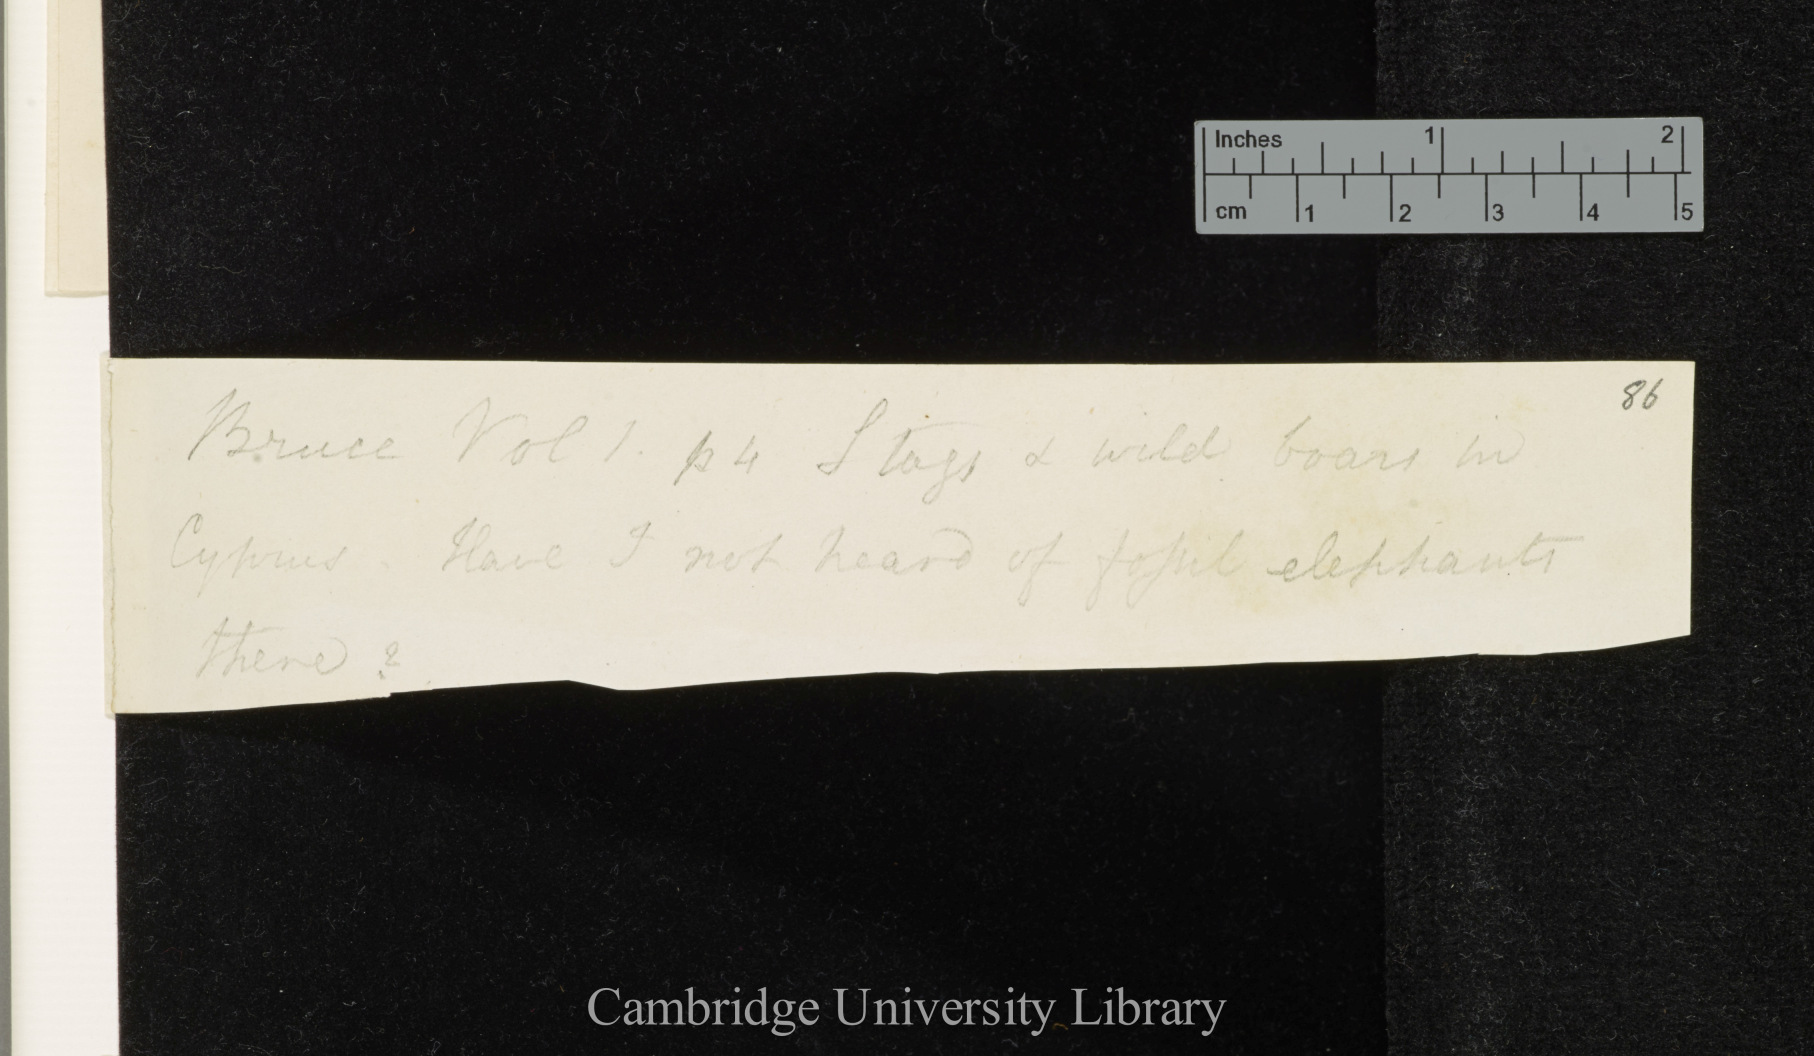 86
Bruce Vol 1. p 4 Stags & wild boars in
Cyprus. Have I not heard of fossil elephants
there?
Inches 1 2
cm 1 2 3 4 5
Cambridge University Library